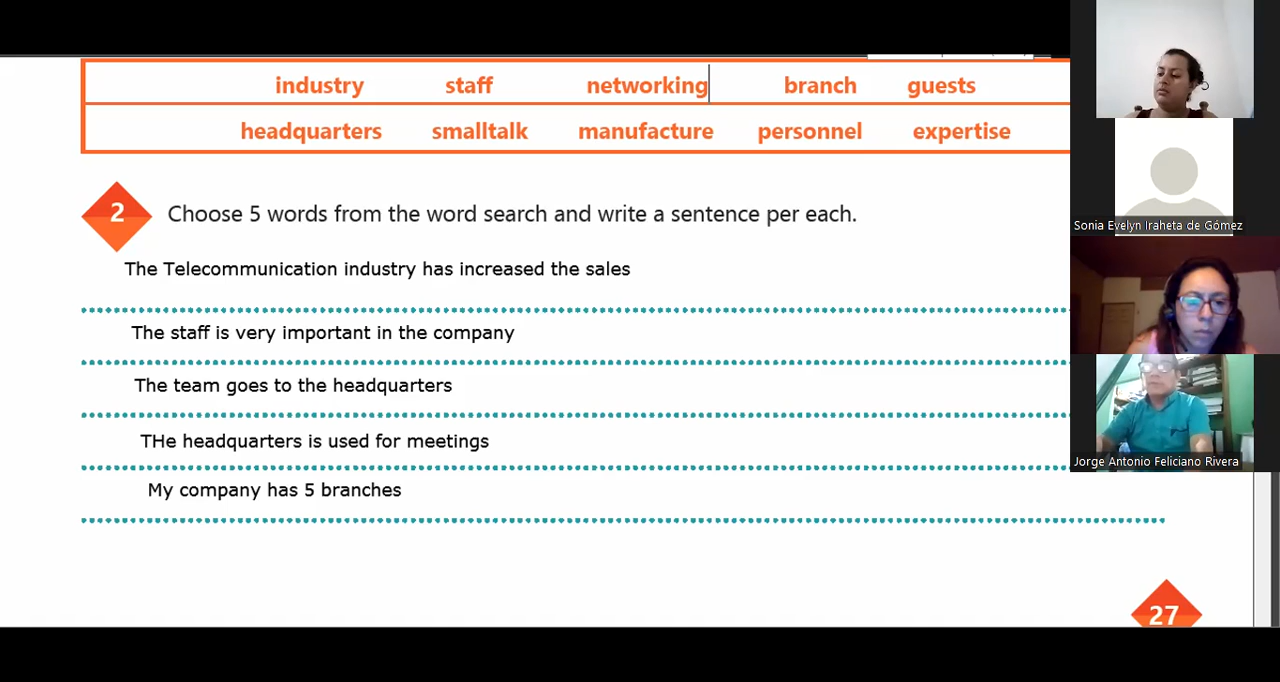 industry staff networking branch guests
headquarters smalltalk manufacture personnel expertise
2 Choose 5 words from the word search and write a sentence per each.
The Telecommunication industry has increased the sales
The staff is very important in the company
The team goes to the headquarters
THe headquarters is used for meetings
My company has 5 branches
27
Sonia Evelyn Iraheta de Gómez
Jorge Antonio Feliciano Rivera